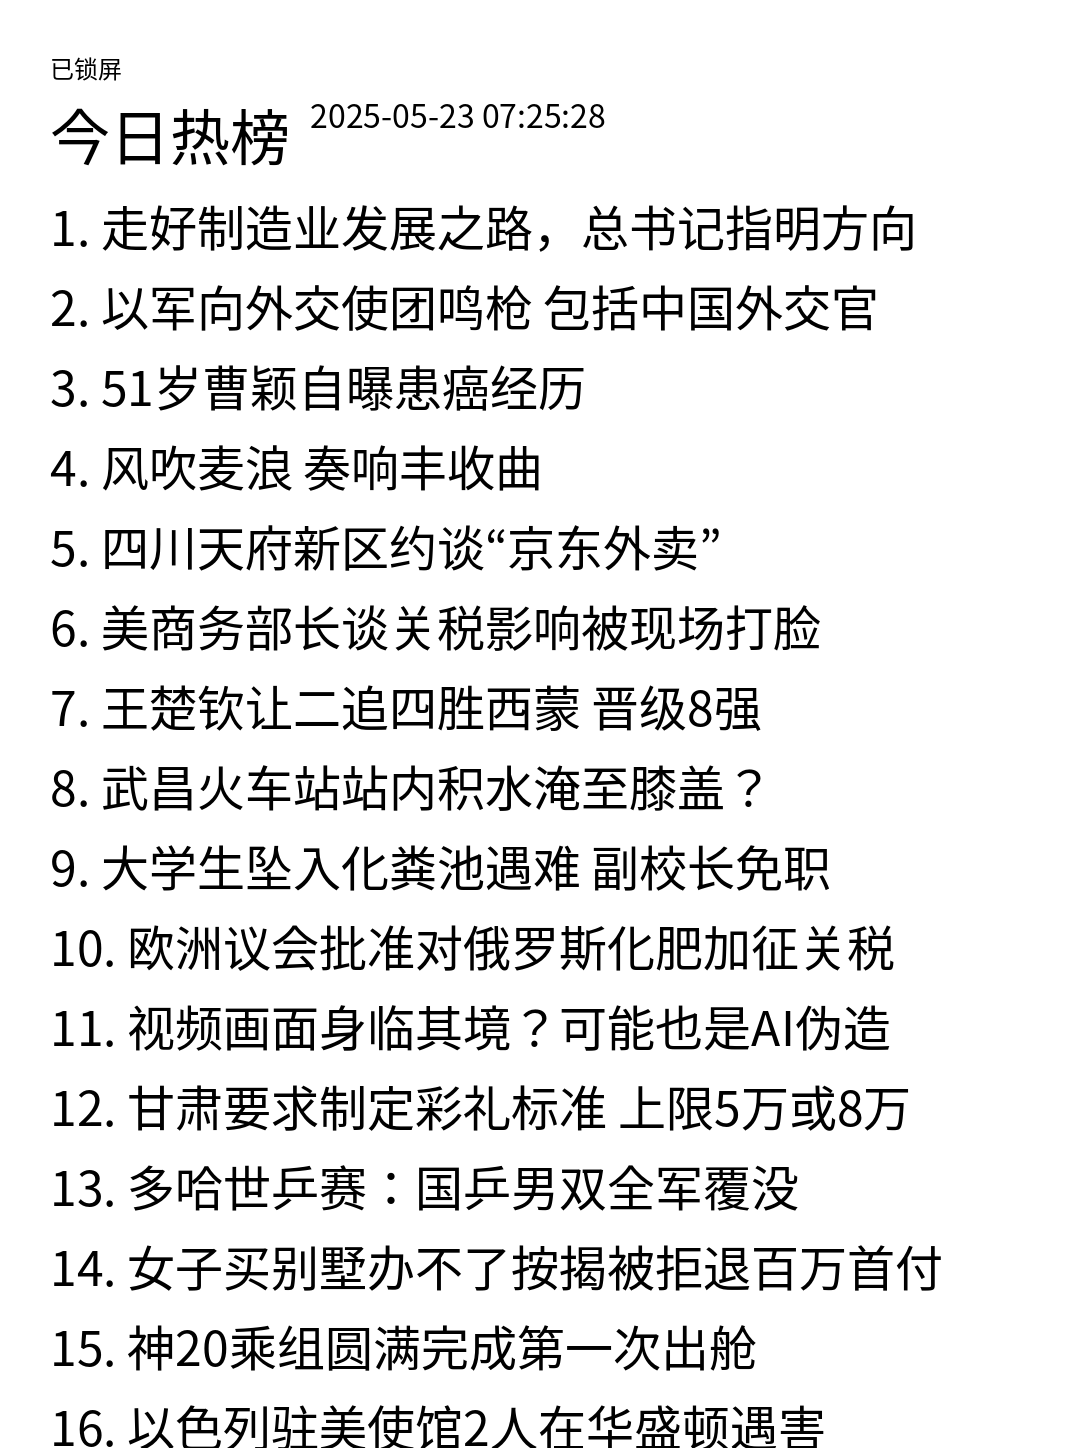 已锁屏
今日热榜 2025-05-23 07:25:28
1. 走好制造业发展之路，总书记指明方向
2. 以军向外交使团鸣枪 包括中国外交官
3. 51岁曹颖自曝患癌经历
4. 风吹麦浪 奏响丰收曲
5. 四川天府新区约谈“京东外卖”
6. 美商务部长谈关税影响被现场打脸
7. 王楚钦让二追四胜西蒙 晋级8强
8. 武昌火车站站内积水淹至膝盖？
9. 大学生坠入化粪池遇难 副校长免职
10. 欧洲议会批准对俄罗斯化肥加征关税
11. 视频画面身临其境？可能也是AI伪造
12. 甘肃要求制定彩礼标准 上限5万或8万
13. 多哈世乒赛：国乒男双全军覆没
14. 女子买别墅办不了按揭被拒退百万首付
15. 神20乘组圆满完成第一次出舱
16. 以色列驻美使馆2人在华盛顿遇害